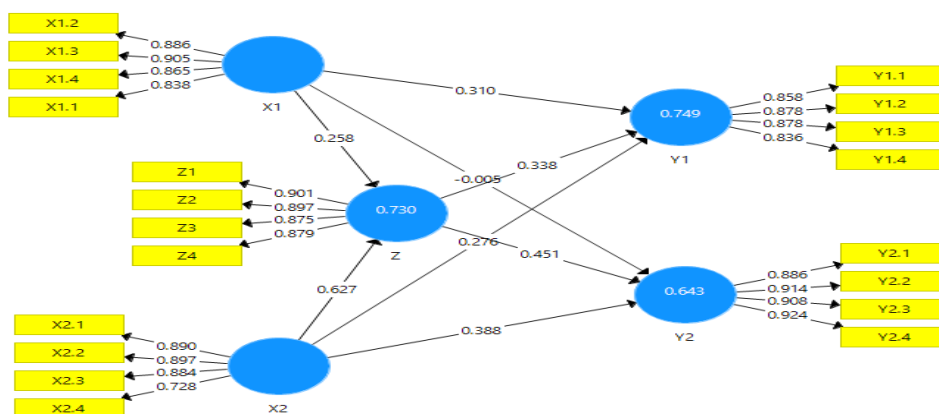 X1.2
X1.3
X1.4
X1.1
0.886
0.905
0.865
0.838
X1
0.310
0.258
-0.005
Y1.1
Y1.2
Y1.3
Y1.4
0.858
0.878
0.878
0.836
0.749
Y1
Z1
Z2
Z3
Z4
0.901
0.897
0.875
0.879
0.730
Z
0.338
0.276
0.451
0.627
0.388
Y2.1
Y2.2
Y2.3
Y2.4
0.886
0.914
0.908
0.924
0.643
Y2
X2.1
X2.2
X2.3
X2.4
0.890
0.897
0.884
0.728
X2